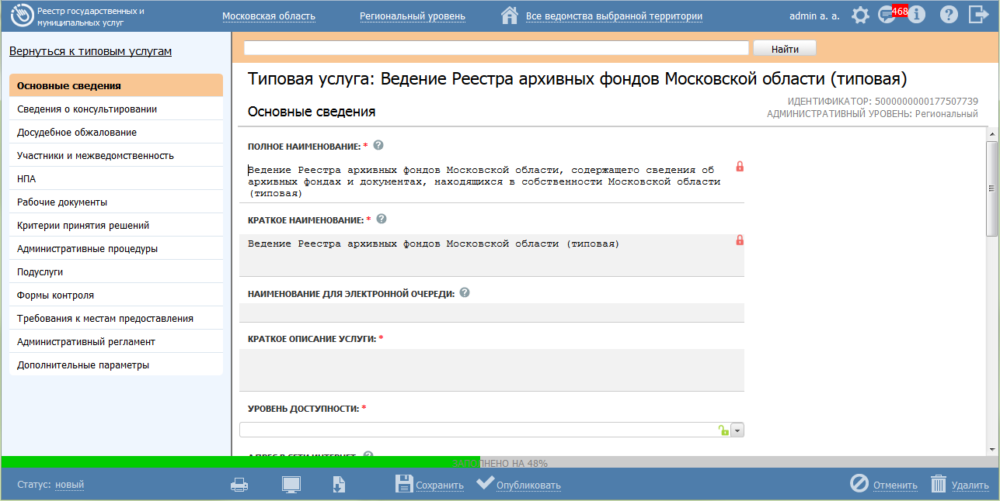 Реестр государственных и
муниципальных услуг
Московская область
Региональный уровень
Все ведомства выбранной территории
admin a. a.
468
Вернуться к типовым услугам
Найти
Основные сведения
Сведения о консультировании
Досудебное обжалование
Участники и межведомственность
НПА
Рабочие документы
Критерии принятия решений
Административные процедуры
Подуслуги
Формы контроля
Требования к местам предоставления
Административный регламент
Дополнительные параметры
Типовая услуга: Ведение Реестра архивных фондов Московской области (типовая)
Основные сведения
ИДЕНТИФИКАТОР: 5000000000177507739
АДМИНИСТРАТИВНЫЙ УРОВЕНЬ: Региональный
ПОЛНОЕ НАИМЕНОВАНИЕ: * ?
Ведение Реестра архивных фондов Московской области, содержащего сведения об
архивных фондах и документах, находящихся в собственности Московской области
(типовая)
КРАТКОЕ НАИМЕНОВАНИЕ: * ?
Ведение Реестра архивных фондов Московской области (типовая)
НАИМЕНОВАНИЕ ДЛЯ ЭЛЕКТРОННОЙ ОЧЕРЕДИ: ?
КРАТКОЕ ОПИСАНИЕ УСЛУГИ: *
УРОВЕНЬ ДОСТУПНОСТИ: *
АДРЕС В СЕТИ ИНТЕРНЕТ ?
ЗАПОЛНЕНО НА 48%
Статус: новый
Сохранить
Опубликовать
Отменить
Удалить